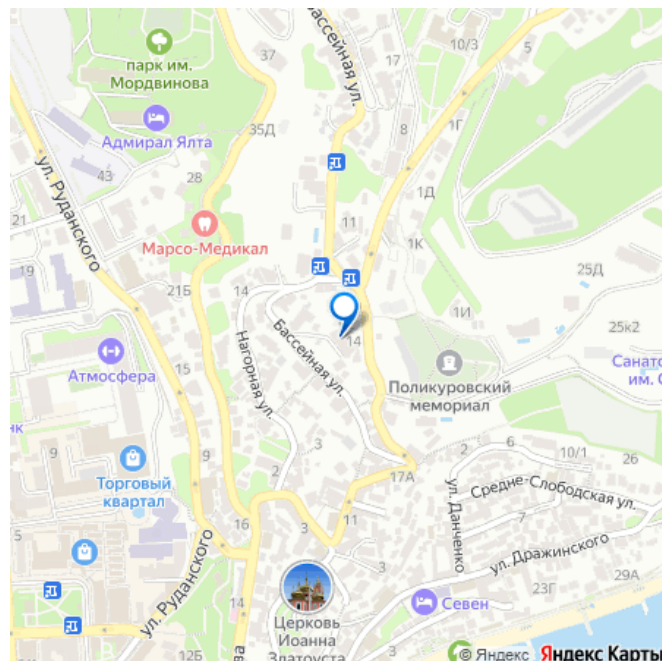 Бассейная ул.
10/3
17
парк им.
Мордвинова
37
Адмирал Ялта
35Д
8
1Г
43
28
21
ул. Руданского
Марсо-Медикал
11
1Д
1К
19
21Б
14
25Д
1И
14
25к2
15
Нагорная ул.
Бассейная ул.
Атмосфера
Поликуровский
мемориал
Санато
им. С
3
2
6
10/1
26
Торговый
квартал
9
2
3
17А
ул. Данченко
Средне-Слободская ул.
16
11
ул. Руданского
ул. Дражинского
23Г
29А
14
Севен
Церковь
Иоанна
Златоуста
ва
© Яндекс
Яндекс Карты